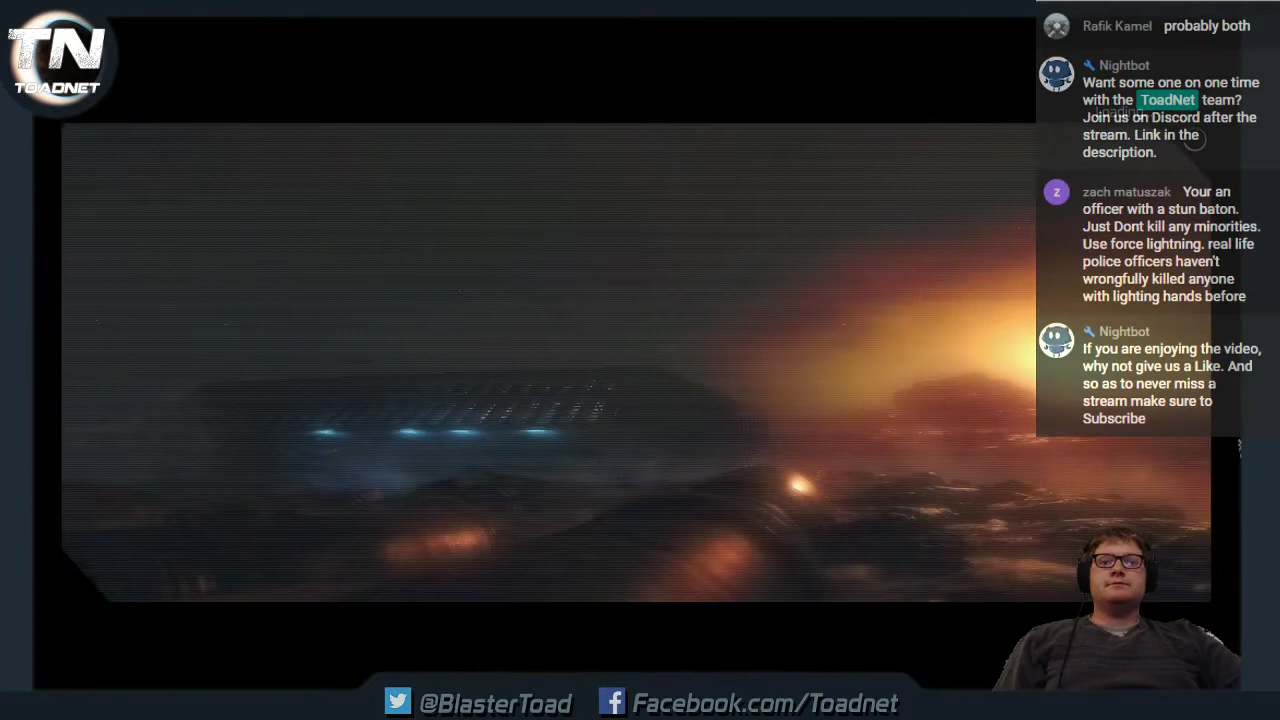 TN
TOADNET
Rafik Kamel probably both
Nightbot
Want some one on one time
with the ToadNet team?
Join us on Discord after the
stream. Link in the
description.
Loading...
zach matuszak Your an
officer with a stun baton.
Just Dont kill any minorities.
Use force lightning. real life
police officers haven't
wrongfully killed anyone
with lighting hands before
Nightbot
If you are enjoying the video,
why not give us a Like. And
so as to never miss a
stream make sure to
Subscribe
z
@BlasterToad Facebook.com/Toadnet